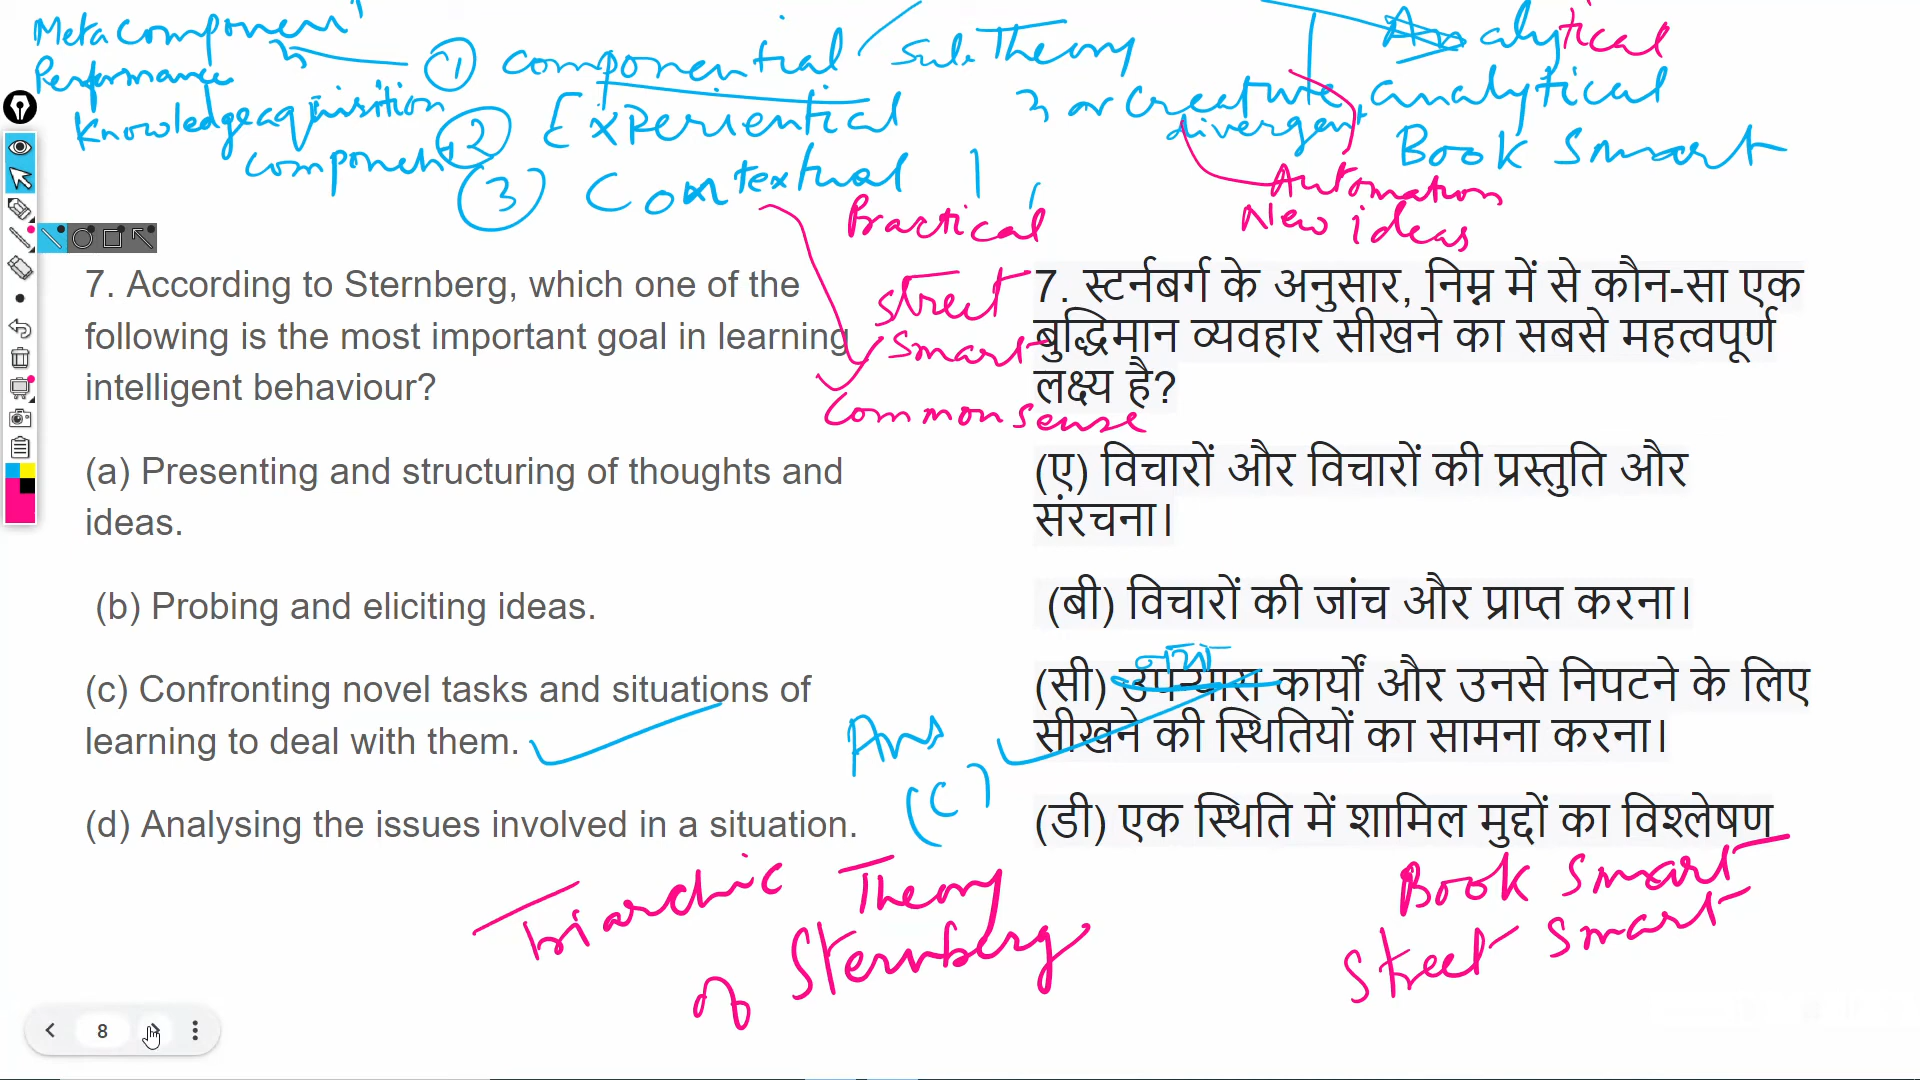 Metacomponent
Performance
Knowledge acquisition
component
① componential / Sub Theory
② Experiential
③ Contextual
Analytical
3 or creature, analytical
divergent
Book Smart
Automation
New ideas
Practical
Street
Smart
Common Sense
7. According to Sternberg, which one of the
following is the most important goal in learning
intelligent behaviour?
(a) Presenting and structuring of thoughts and
ideas.
(b) Probing and eliciting ideas.
(c) Confronting novel tasks and situations of
learning to deal with them.
(d) Analysing the issues involved in a situation.
Ans
(c)
7. स्टर्नबर्ग के अनुसार, निम्न में से कौन-सा एक
बुद्धिमान व्यवहार सीखने का सबसे महत्वपूर्ण
लक्ष्य है?
(ए) विचारों और विचारों की प्रस्तुति और
संरचना।
(बी) विचारों की जांच और प्राप्त करना।
नया
(सी) उपन्यास कार्यों और उनसे निपटने के लिए
सीखने की स्थितियों का सामना करना।
(डी) एक स्थिति में शामिल मुद्दों का विश्लेषण
Triarchic Theory
of Sternberg
Book Smart
Street Smart
8